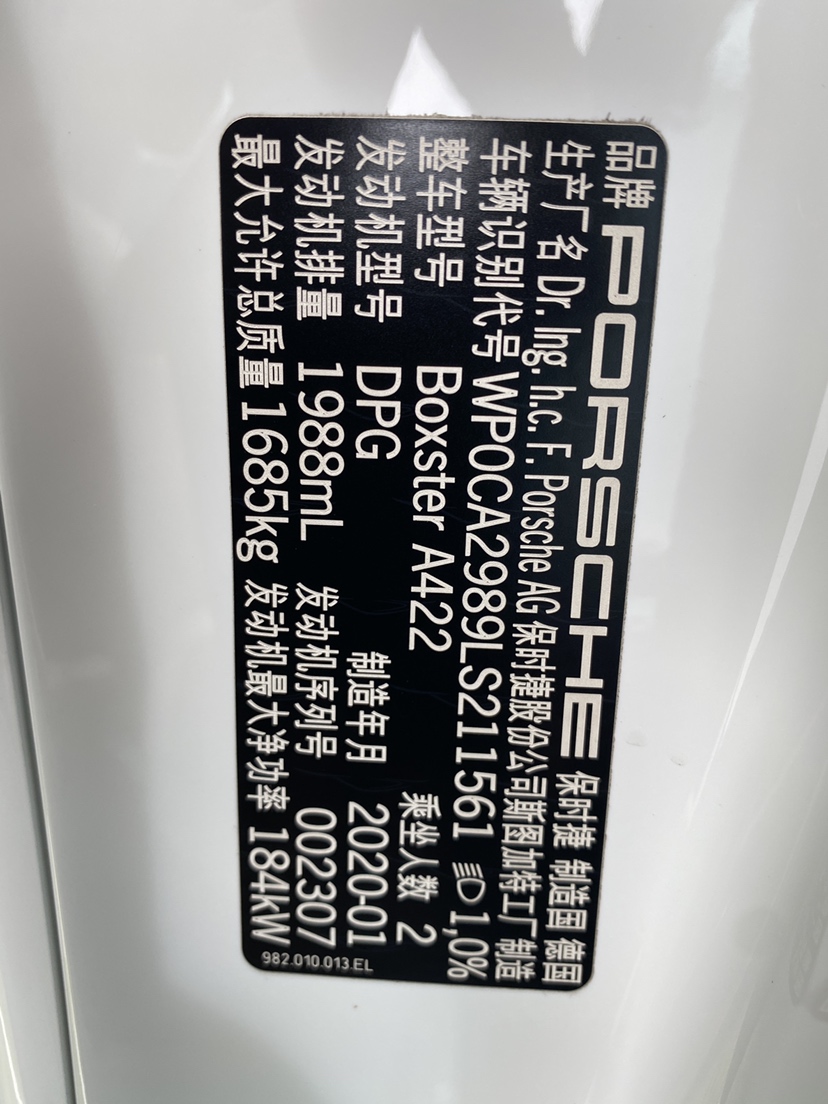 品牌 PORSCHE 保时捷 制造国 德国
生产厂名 Dr. Ing. h.c. F. Porsche AG 保时捷股份公司斯图加特工厂 制造
车辆识别代号 WP0CA2989LS211561 1,0%
整车型号 Boxster A422 乘坐人数 2
发动机型号 DPG 制造年月 2020-01
发动机排量 1988mL 发动机序列号 002307
最大允许总质量 1685kg 发动机最大净功率 184kW
982.010.013.EL